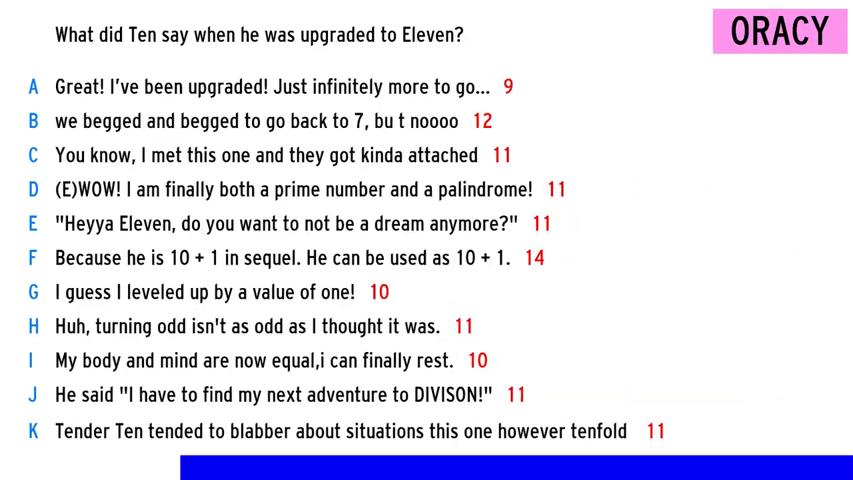 What did Ten say when he was upgraded to Eleven?
ORACY
A Great! I've been upgraded! Just infinitely more to go... 9
B we begged and begged to go back to 7, bu t noooo 12
C You know, I met this one and they got kinda attached 11
D (E)WOW! I am finally both a prime number and a palindrome! 11
E "Heyya Eleven, do you want to not be a dream anymore?" 11
F Because he is 10 + 1 in sequel. He can be used as 10 + 1. 14
G I guess I leveled up by a value of one! 10
H Huh, turning odd isn't as odd as I thought it was. 11
I My body and mind are now equal,i can finally rest. 10
J He said "I have to find my next adventure to DIVISON!" 11
K Tender Ten tended to blabber about situations this one however tenfold 11